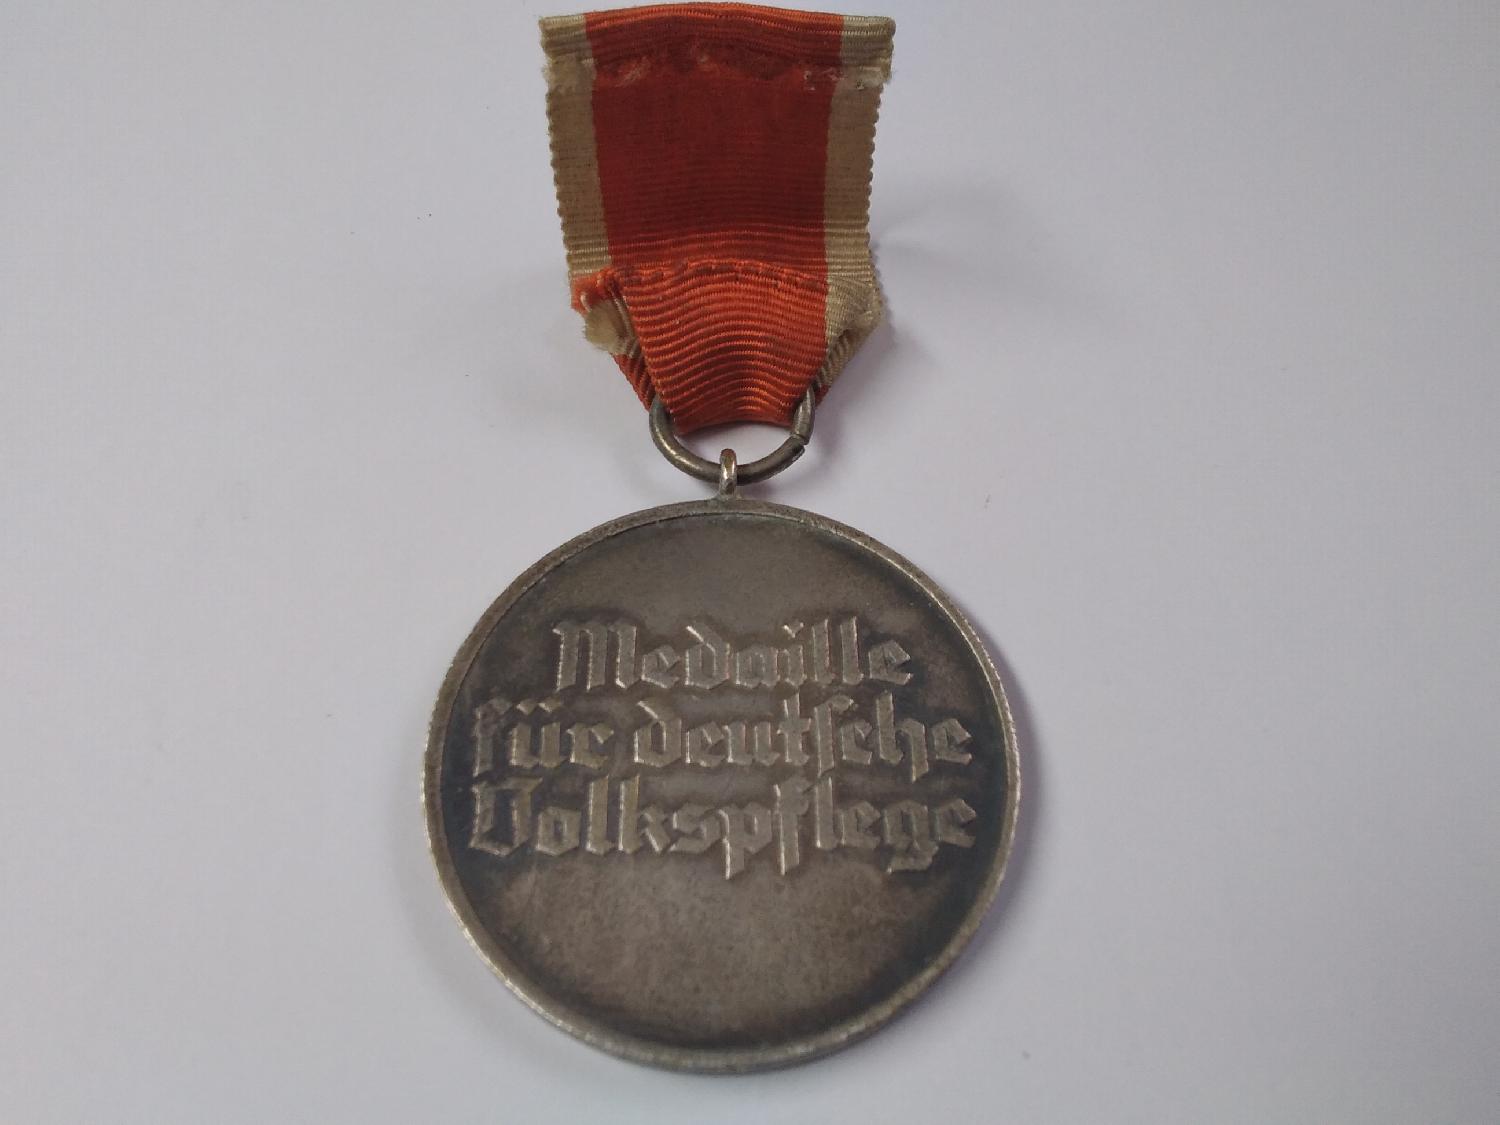 Medaille
für deutſche
Volkspflege